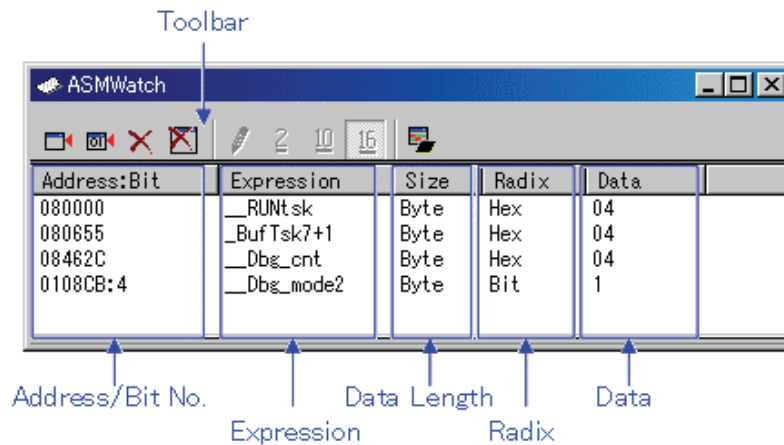 Toolbar
ASMWatch
01
2 10 16
Address:Bit Expression Size Radix Data
080000 __RUNtsk Byte Hex 04
080655 _BufTsk7+1 Byte Hex 04
08462C __Dbg_cnt Byte Hex 04
0108CB:4 __Dbg_mode2 Byte Bit 1
Address/Bit No. Data Length Data
Expression Radix